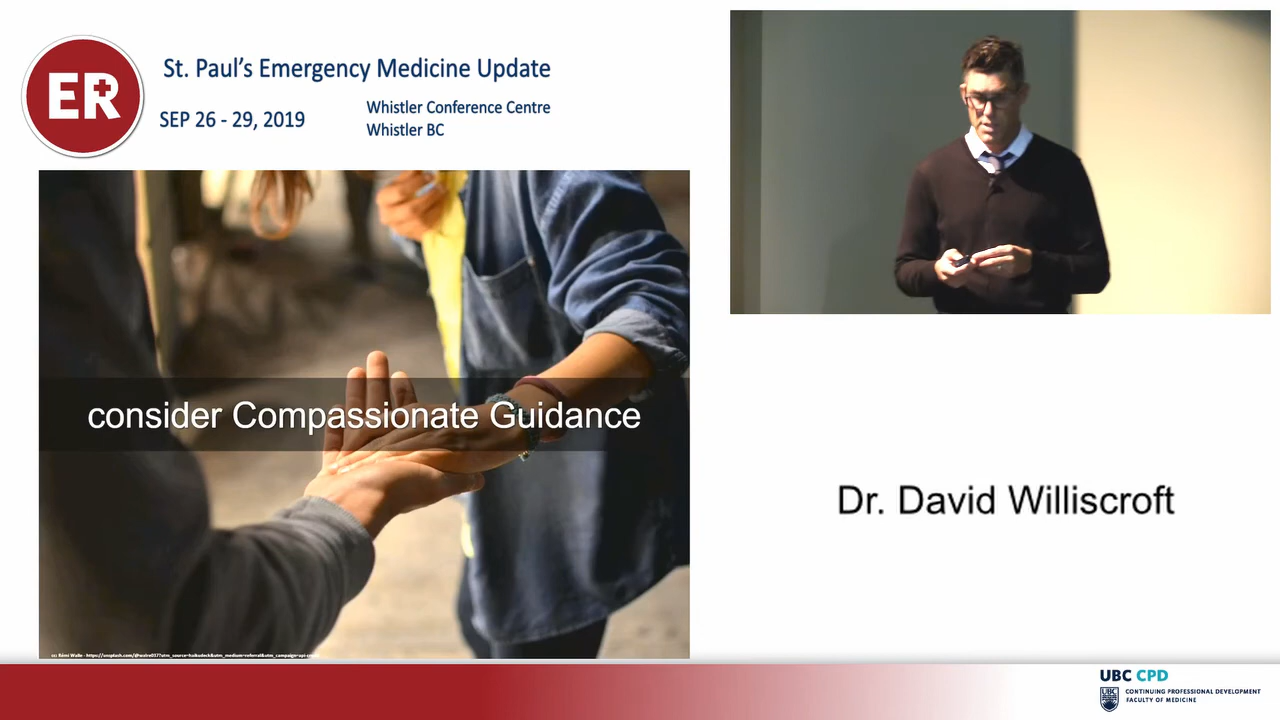 ER
St. Paul's Emergency Medicine Update
SEP 26 - 29, 2019
Whistler Conference Centre
Whistler BC
consider Compassionate Guidance
Dr. David Williscroft
UBC CPD
CONTINUING PROFESSIONAL DEVELOPMENT
FACULTY OF MEDICINE
UBC